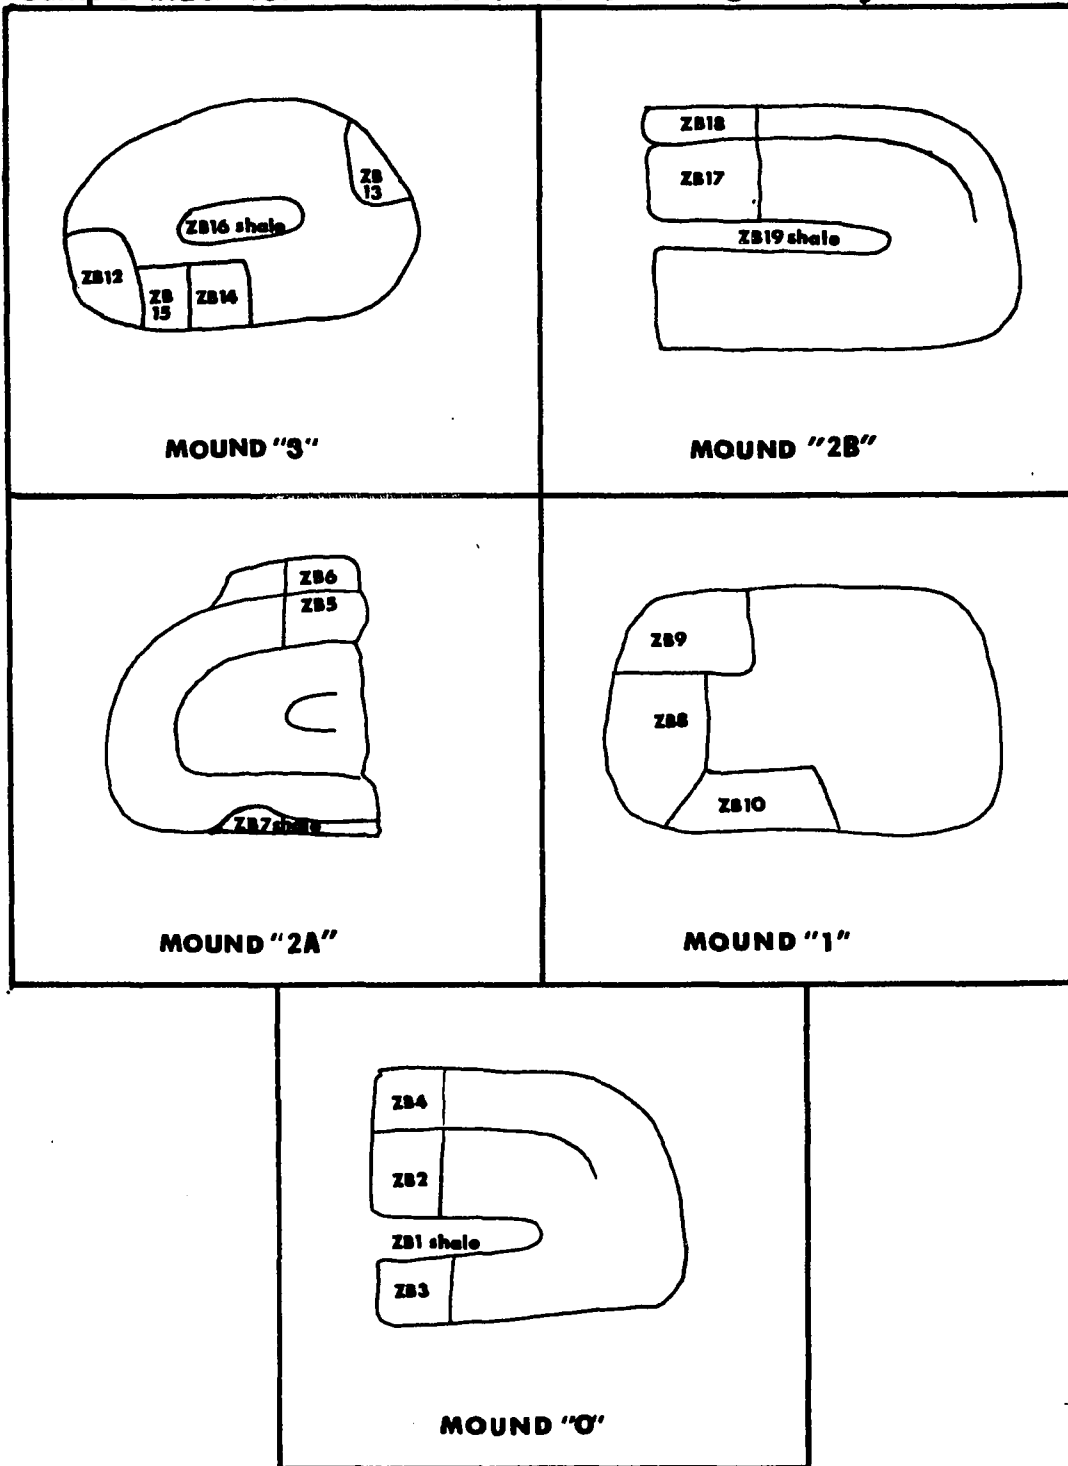 ZB
13
ZB16 shale
ZB12
ZB
15
ZB14
MOUND "3"
ZB18
ZB17
ZB19 shale
MOUND "2B"
ZB6
ZB5
ZB7 shale
MOUND "2A"
ZB9
ZB8
ZB10
MOUND "1"
ZB4
ZB2
ZB1 shale
ZB3
MOUND "O"